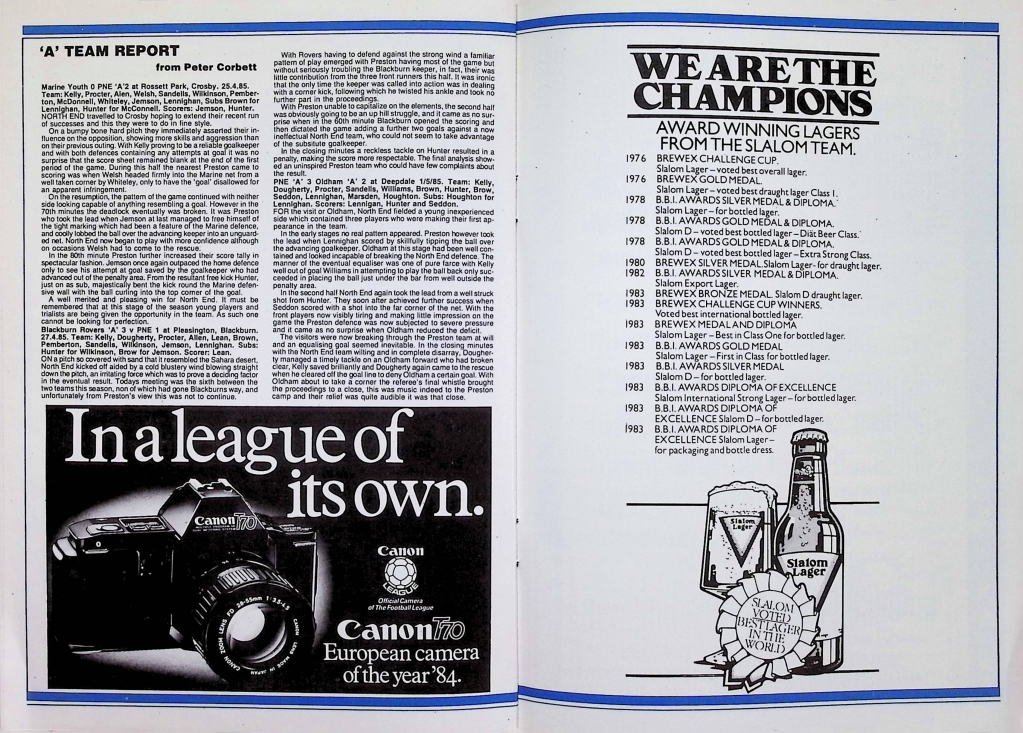 'A' TEAM REPORT
from Peter Corbett
Marine Youth 0 PNE 'A'2 at Rossett Park, Crosby. 25.4.85.
Team: Kelly, Procter, Alen, Welsh, Sandells, Wilkinson, Pember-
ton, McDonnell, Whiteley, Jemson, Lennighan, Subs Brown for
Lennighan, Hunter for McConnell. Scorers: Jemson, Hunter.
NORTH END travelled to Crosby hoping to extend their recent run
of successes and this they were to do in fine style.
On a bumpy bone hard pitch they immediately asserted their in-
fluence on the opposition, showing more skills and aggression than
on their previous outing. With Kelly proving to be a reliable goalkeeper
and with both defences containing any attempts at goal it was no
surprise that the score sheet remained blank at the end of the first
period of the game. During this half the nearest Preston came to
scoring was when Welsh headed firmly into the Marine net from a
well taken corner by Whiteley, only to have the 'goal' disallowed for
an apparent infringement.
On the resumption, the pattern of the game continued with neither
side looking capable of anything resembling a goal. However in the
70th minutes the deadlock eventually was broken. It was Preston
who took the lead when Jemson at last managed to free himself of
the tight marking which had been a feature of the Marine defence,
and coolly lobbed the ball over the advancing keeper into an unguard-
ed net. North End now began to play with more confidence although
on occasions Welsh had to come to the rescue.
In the 80th minute Preston further increased their score tally in
spectacular fashion. Jemson once again outpaced the home defence
only to see his attempt at goal saved by the goalkeeper who had
advanced out of the penalty area. From the resultant free kick Hunter,
just on as sub, majestically bent the kick round the Marine defen-
sive wall with the ball curling into the top corner of the goal.
A well merited and pleasing win for North End. It must be
remembered that at this stage of the season young players and
trialists are being given the opportunity in the team. As such one
cannot be looking for perfection.
Blackburn Rovers 'A' 3 v PNE 1 at Pleasington, Blackburn.
27.4.85. Team: Kelly, Dougherty, Procter, Allen, Lean, Brown,
Pemberton, Sandells, Wilkinson, Jemson, Lennighan. Subs:
Hunter for Wilkinson, Brow for Jemson. Scorer: Lean.
ON a pitch so covered with sand that it resembled the Sahara desert,
North End kicked off aided by a cold blustery wind blowing straight
down the pitch, an irritating force which was to prove a deciding factor
in the eventual result. Todays meeting was the sixth between the
two teams this season, non of which had gone Blackburns way, and
unfortunately from Preston's view this was not to continue.
With Rovers having to defend against the strong wind a familiar
pattern of play emerged with Preston having most of the game but
without seriously troubling the Blackburn keeper, in fact, their was
little contribution from the three front runners this half. It was ironic
that the only time the keeper was called into action was in dealing
with a corner kick, following which he twisted his ankle and took no
further part in the proceedings.
With Preston unable to capitalize on the elements, the second half
was obviously going to be an up hill struggle, and it came as no sur-
prise when in the 60th minute Blackburn opened the scoring and
then dictated the game adding a further two goals against a now
ineffectual North End team, who could not seem to take advantage
of the subsitute goalkeeper.
In the closing minutes a reckless tackle on Hunter resulted in a
penalty, making the score more respectable. The final analysis show-
ed an uninspired Preston team who could have few complaints about
the result.
PNE 'A' 3 Oldham 'A' 2 at Deepdale 1/5/85. Team: Kelly,
Dougherty, Procter, Sandells, Williams, Brown, Hunter, Brow,
Seddon, Lennighan, Marsden, Houghton. Subs: Houghton for
Lennighan. Scorers: Lennigan, Hunter and Seddon.
FOR the visit or Oldham, North End fielded a young inexperienced
side which contained three players who were making their first ap-
pearance in the team.
In the early stages no real pattern appeared. Preston however took
the lead when Lennighan scored by skillfully tipping the ball over
the advancing goalkeeper. Oldham at this stage had been well con-
tained and looked incapable of breaking the North End defence. The
manner of the eventual equaliser was one of pure farce with Kelly
well out of goal Williams in attempting to play the ball back only suc-
ceeded in placing the ball just under the bar from well outside the
penalty area.
In the second half North End again took the lead from a well struck
shot from Hunter. They soon after achieved further success when
Seddon scored with a shot into the far corner of the net. With the
front players now visibly firing and making little impression on the
game the Preston defence was now subjected to severe pressure
and it came as no surprise when Oldham reduced the deficit.
The visitors were now breaking through the Preston team at will
and an equalising goal seemed inevitable. In the closing minutes
with the North End team wilting and in complete disarray, Dougher-
ty managed a timely tackle on an Oldham forward who had broken
clear, Kelly saved brilliantly and Dougherty again came to the rescue
when he cleared off the goal line to deny Oldham a certain goal. With
Oldham about to take a corner the referee's final whistle brought
the proceedings to a close, this was music indeed to the Preston
camp and their relief was quite audible it was that close.
In a league of
its own.
Canon T70
Canon
LEAGUE
Official Camera
of The Football League
CANON ZOOM LENS FD 35-55mm 1:3.5-4.5
CANON LENS MADE IN JAPAN
Canon T70
European camera
of the year '84.
WE ARE THE
CHAMPIONS
AWARD WINNING LAGERS
FROM THE SLALOM TEAM.
1976 BREWEX CHALLENGE CUP.
Slalom Lager – voted best overall lager.
1976 BREWEX GOLD MEDAL.
Slalom Lager – voted best draught lager Class 1.
1978 B.B.I. AWARDS SILVER MEDAL & DIPLOMA.
Slalom Lager – for bottled lager.
1978 B.B.I. AWARDS GOLD MEDAL & DIPLOMA.
Slalom D – voted best bottled lager – Diät Beer Class.
1978 B.B.I. AWARDS GOLD MEDAL & DIPLOMA.
Slalom D – voted best bottled lager – Extra Strong Class.
1980 BREWEX SILVER MEDAL. Slalom Lager – for draught lager.
1982 B.B.I. AWARDS SILVER MEDAL & DIPLOMA.
Slalom Export Lager.
1983 BREWEX BRONZE MEDAL. Slalom D draught lager.
1983 BREWEX CHALLENGE CUP WINNERS.
Voted best international bottled lager.
1983 BREWEX MEDAL AND DIPLOMA
Slalom Lager – Best in Class One for bottled lager.
1983 B.B.I. AWARDS GOLD MEDAL
Slalom Lager – First in Class for bottled lager.
1983 B.B.I. AWARDS SILVER MEDAL
Slalom D – for bottled lager.
1983 B.B.I. AWARDS DIPLOMA OF EXCELLENCE
Slalom International Strong Lager – for bottled lager.
1983 B.B.I. AWARDS DIPLOMA OF
EXCELLENCE Slalom D – for bottled lager.
1983 B.B.I. AWARDS DIPLOMA OF
EXCELLENCE Slalom Lager –
for packaging and bottle dress.
Slalom
Lager
Slalom
Lager
SLALOM
VOTED
BEST LAGER
IN THE
WORLD